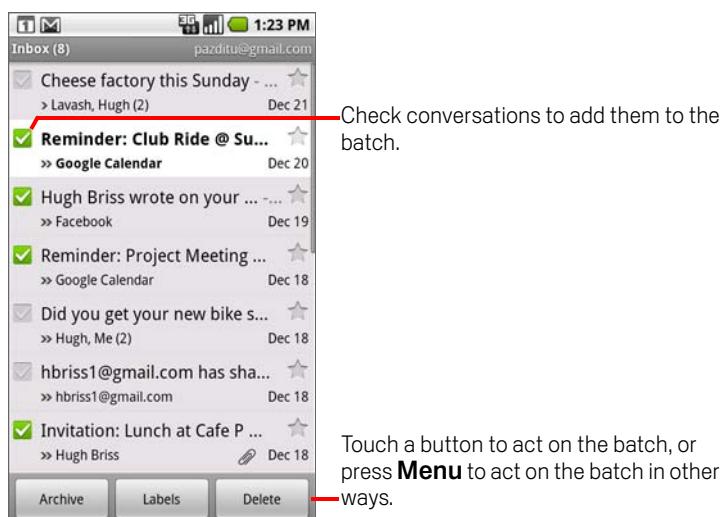 1 3G 1:23 PM
Inbox (8) pazditu@gmail.com
Cheese factory this Sunday - ...
› Lavash, Hugh (2) Dec 21
Check conversations to add them to the
batch.
Reminder: Club Ride @ Su...
» Google Calendar Dec 20
Hugh Briss wrote on your ... -...
» Facebook Dec 19
Reminder: Project Meeting ...
» Google Calendar Dec 18
Did you get your new bike s...
» Hugh, Me (2) Dec 18
hbriss1@gmail.com has sha...
» hbriss1@gmail.com Dec 18
Invitation: Lunch at Cafe P ...
» Hugh Briss Dec 18
Archive Labels Delete
Touch a button to act on the batch, or
press Menu to act on the batch in other
ways.